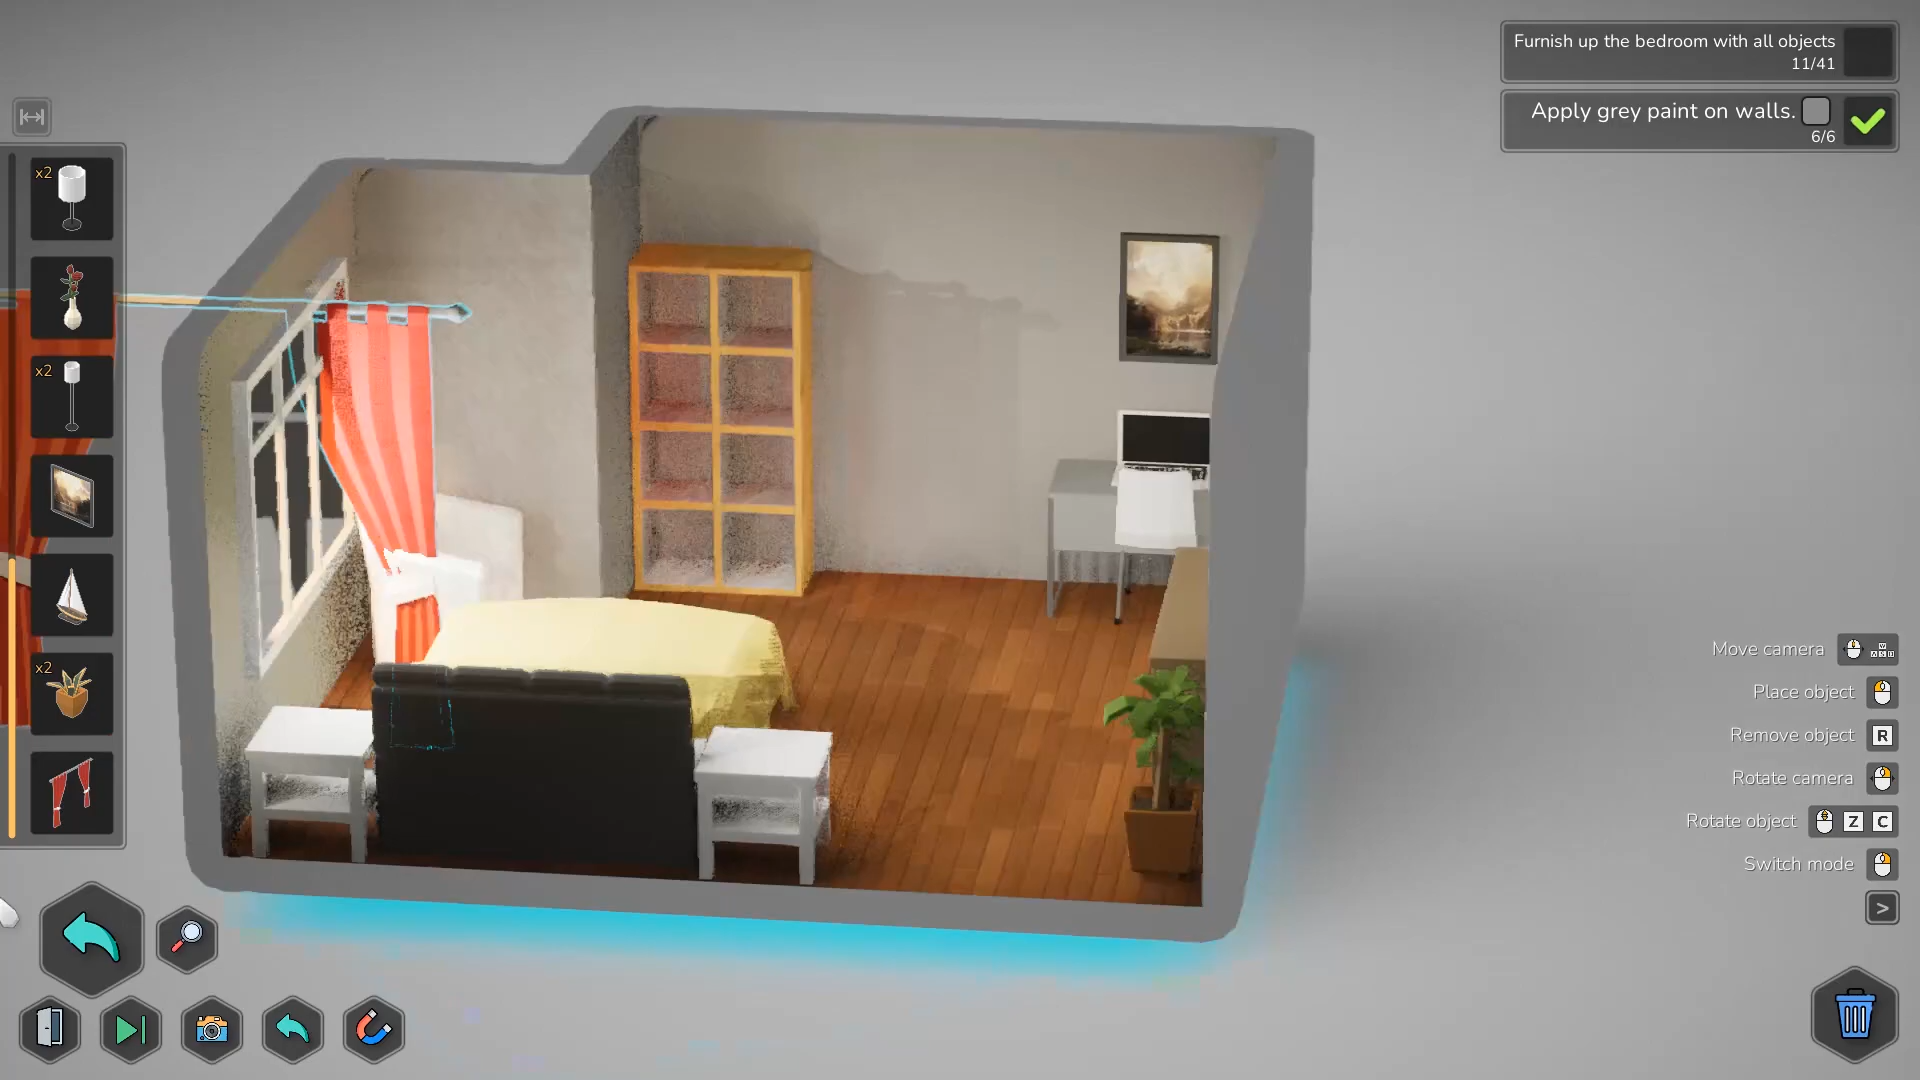 Furnish up the bedroom with all objects
11/41
Apply grey paint on walls.
6/6
x2
x2
x2
Move camera
W
A S D
Place object
Remove object R
Rotate camera
Rotate object Z C
Switch mode
>